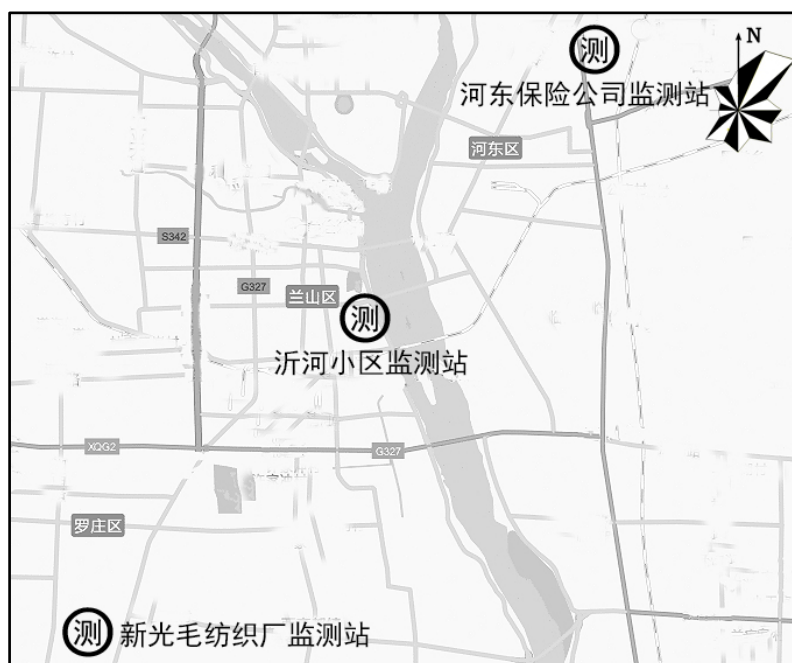 测
N
河东保险公司监测站
河东区
S342
G327
兰山区
测
沂河小区监测站
XQG2
G327
罗庄区
测
新光毛纺织厂监测站